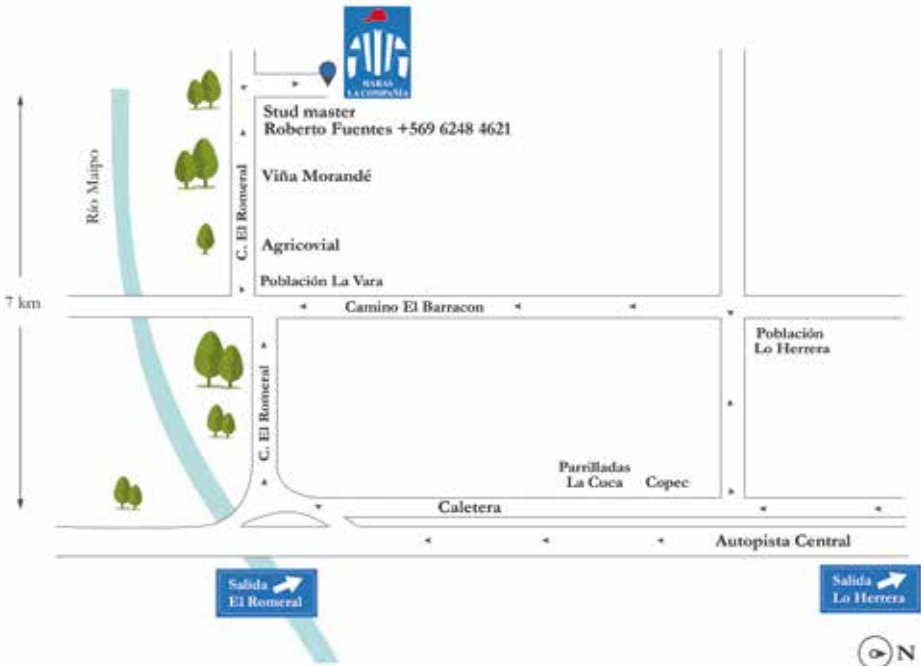 HARAS
LA COMPAÑIA
Stud master
Roberto Fuentes +569 6248 4621
Viña Morandé
Agricovial
Población La Vara
C. El Romeral
Río Maipo
7 km
Camino El Barracon
Población
Lo Herrera
C. El Romeral
Parrilladas
La Cuca
Copec
Caletera
Autopista Central
Salida
El Romeral
Salida
Lo Herrera
N